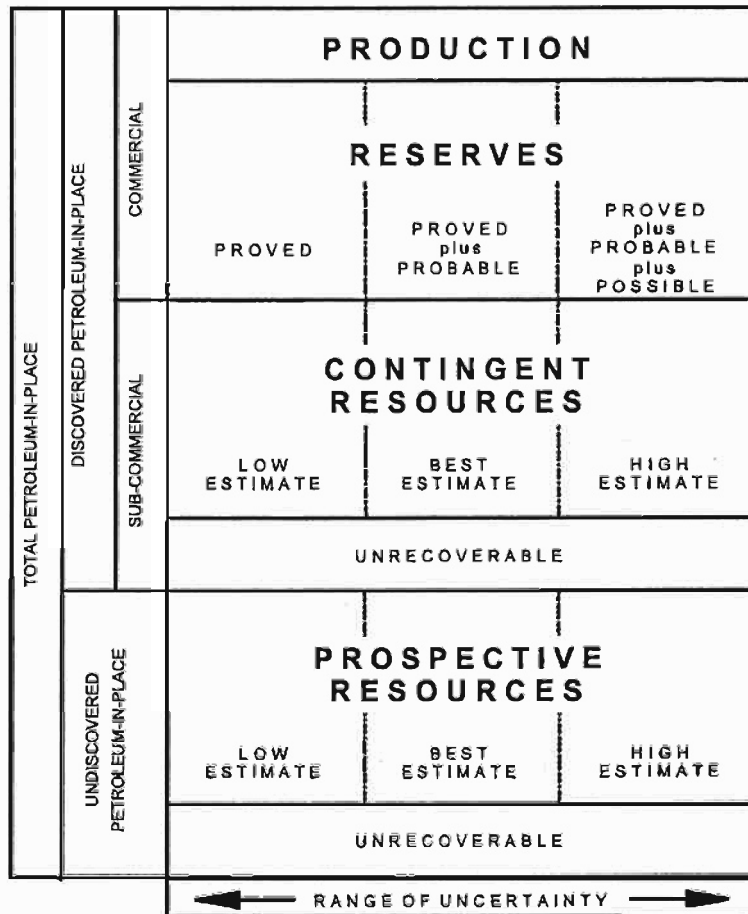 PRODUCTION
RESERVES
PROVED
PROVED
plus
PROBABLE
PROVED
plus
PROBABLE
plus
POSSIBLE
CONTINGENT
RESOURCES
LOW
ESTIMATE
BEST
ESTIMATE
HIGH
ESTIMATE
UNRECOVERABLE
PROSPECTIVE
RESOURCES
LOW
ESTIMATE
BEST
ESTIMATE
HIGH
ESTIMATE
UNRECOVERABLE
RANGE OF UNCERTAINTY
TOTAL PETROLEUM-IN-PLACE
DISCOVERED PETROLEUM-IN-PLACE
UNDISCOVERED
PETROLEUM-IN-PLACE
COMMERCIAL
SUB-COMMERCIAL